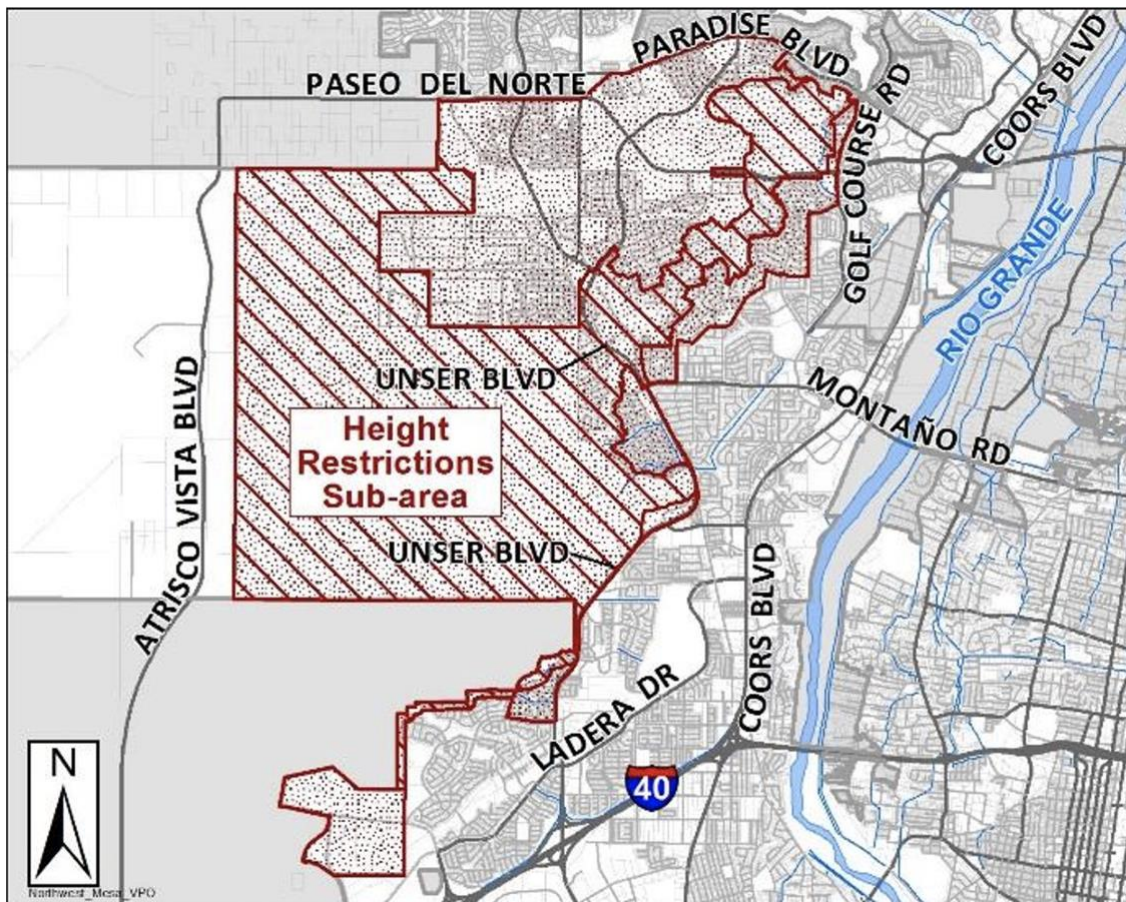 PARADISE BLVD
PASEO DEL NORTE
GOLF COURSE RD
COORS BLVD
RIO GRANDE
UNSER BLVD
MONTAÑO RD
ATRISCO VISTA BLVD
Height
Restrictions
Sub-area
UNSER BLVD
COORS BLVD
LADERA DR
40
N
Northwest_Mesa_VPO